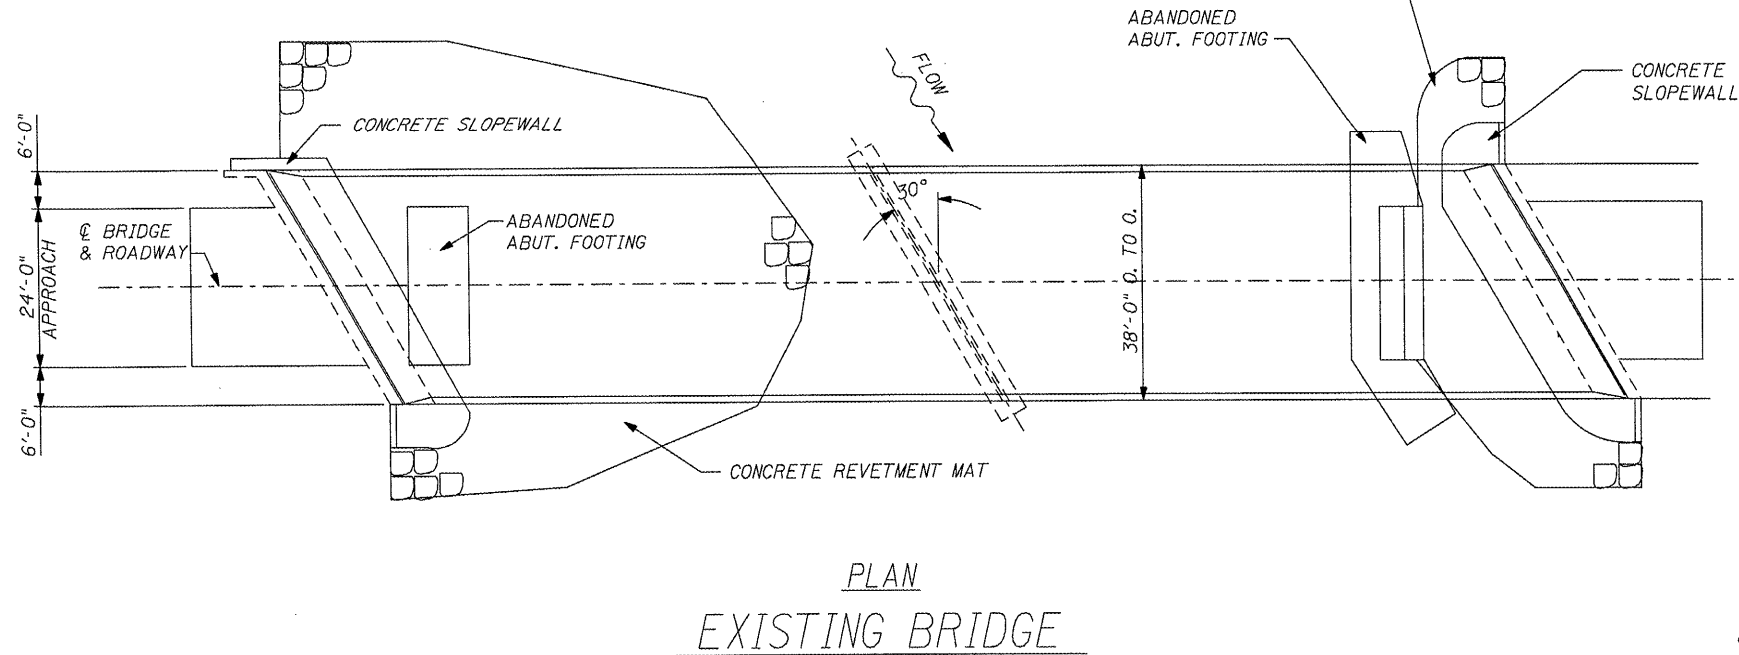 ABANDONED
ABUT. FOOTING
FLOW
CONCRETE
SLOPEWALL
CONCRETE SLOPEWALL
6'-0"
30°
ABANDONED
ABUT. FOOTING
℄ BRIDGE
& ROADWAY
24'-0"
APPROACH
38'-0" O. TO O.
6'-0"
CONCRETE REVETMENT MAT
PLAN
EXISTING BRIDGE